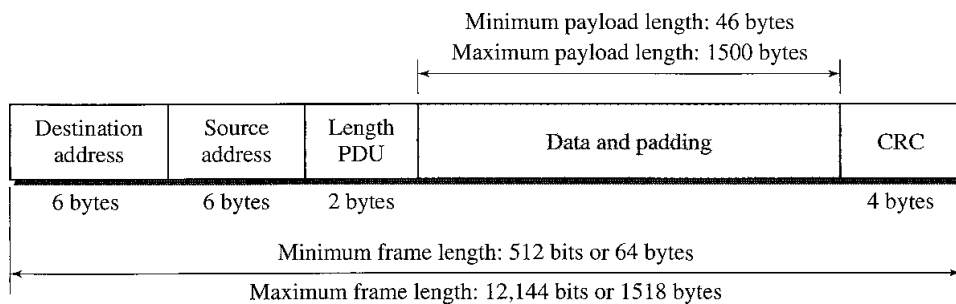 Minimum payload length: 46 bytes
Maximum payload length: 1500 bytes
Destination address
Source address
Length PDU
Data and padding
CRC
6 bytes
6 bytes
2 bytes
4 bytes
Minimum frame length: 512 bits or 64 bytes
Maximum frame length: 12,144 bits or 1518 bytes